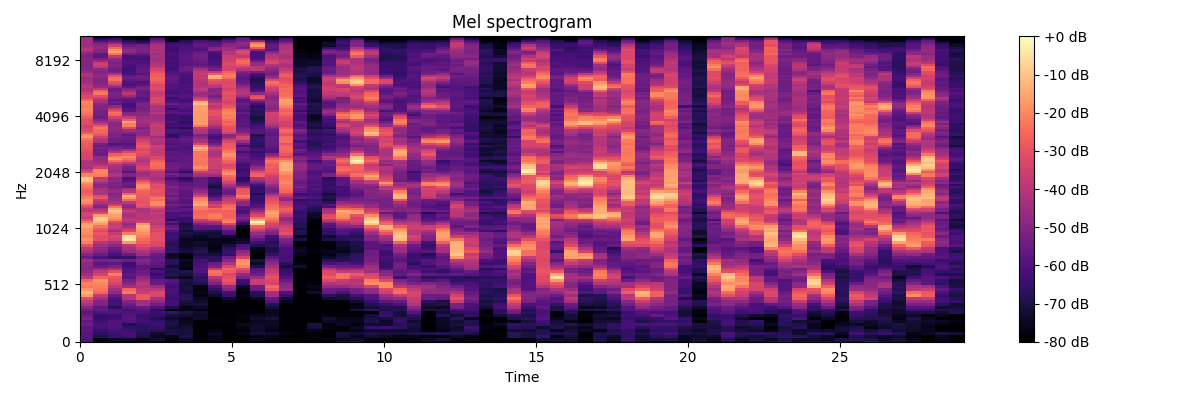 Mel spectrogram
Hz
8192
4096
2048
1024
512
0
0 5 10 15 20 25
Time
+0 dB
-10 dB
-20 dB
-30 dB
-40 dB
-50 dB
-60 dB
-70 dB
-80 dB